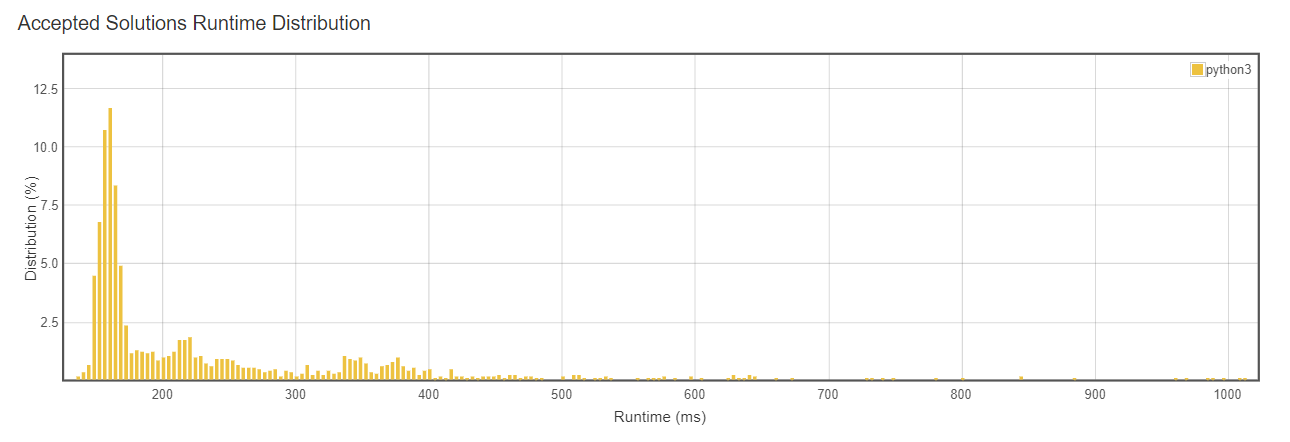 Accepted Solutions Runtime Distribution
python3
12.5
10.0
7.5
5.0
2.5
Distribution (%)
200 300 400 500 600 700 800 900 1000
Runtime (ms)